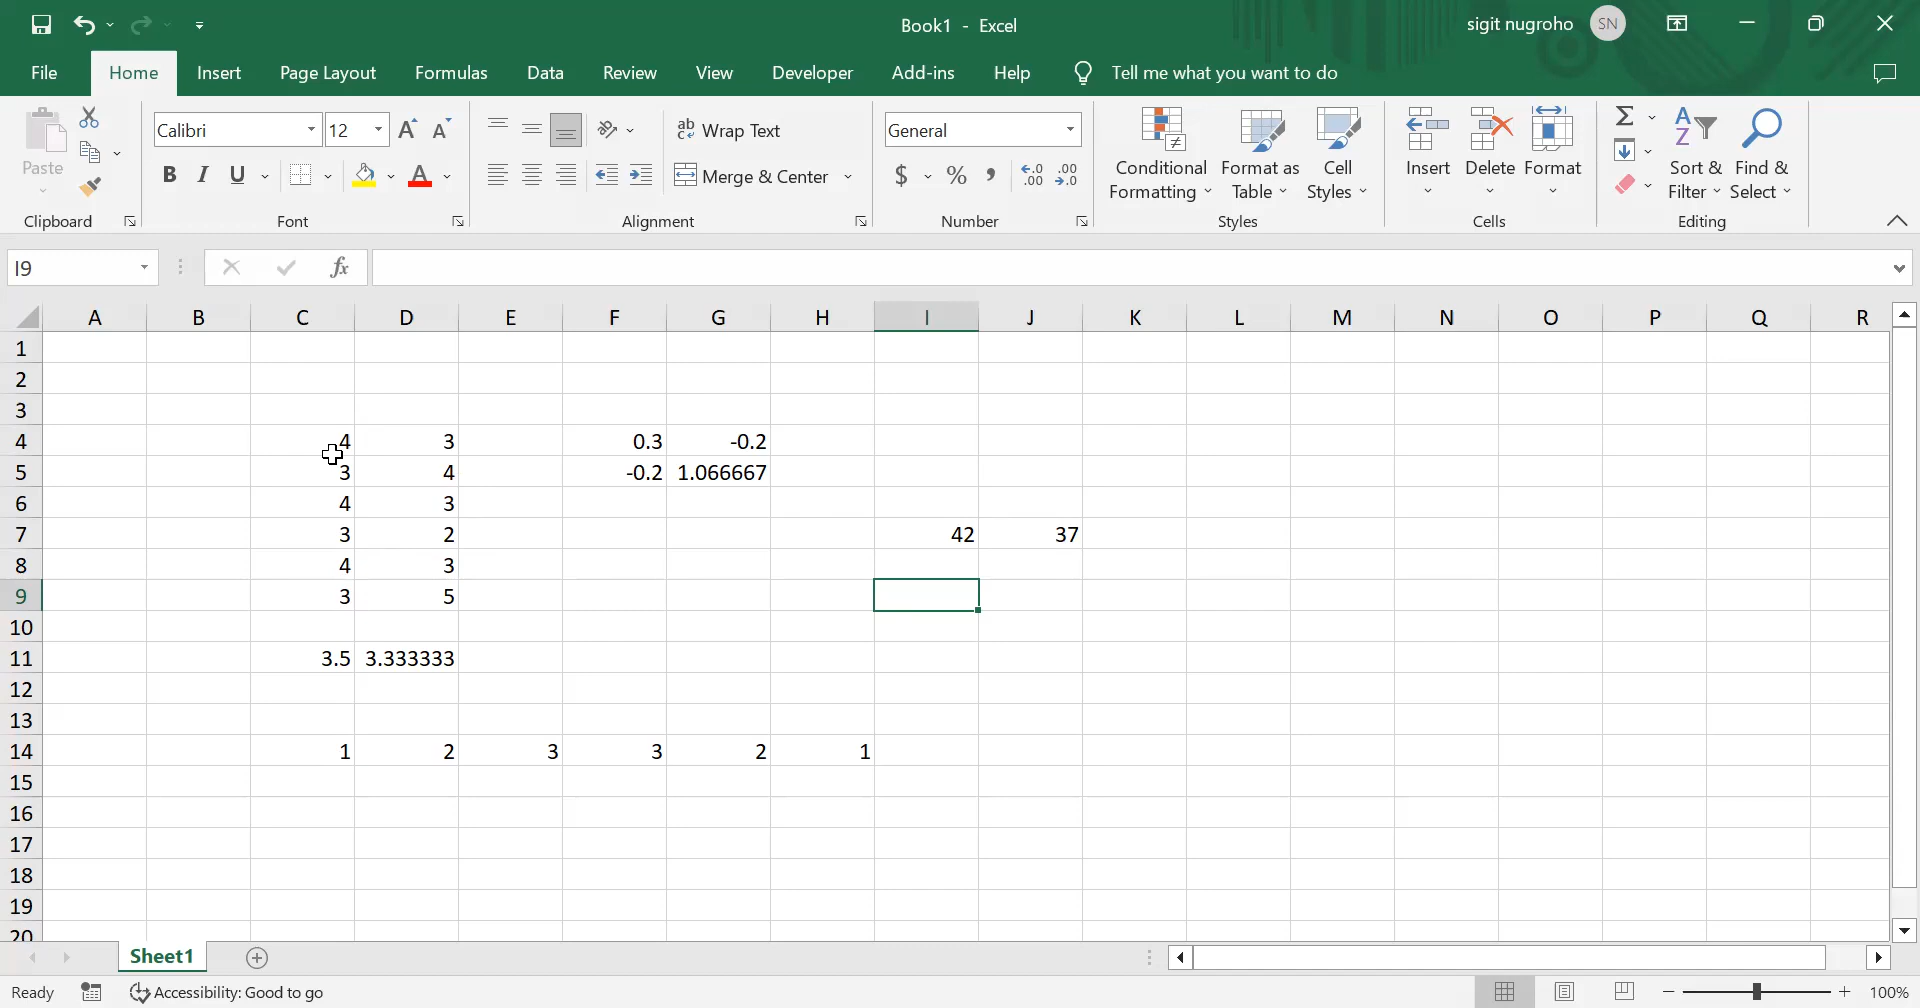 Book1 - Excel
sigit nugroho SN
File Home Insert Page Layout Formulas Data Review View Developer Add-ins Help Tell me what you want to do
Calibri 12 ab Wrap Text General
Paste B I U A Merge & Center $ % , Conditional Formatting Format as Table Cell Styles Insert Delete Format Sort & Filter Find & Select
Clipboard Font Alignment Number Styles Cells Editing
I9 fx
A B C D E F G H I J K L M N O P Q R
1
2
3
4 4 3 0.3 -0.2
5 3 4 -0.2 1.066667
6 4 3
7 3 2 42 37
8 4 3
9 3 5
10
11 3.5 3.333333
12
13
14 1 2 3 3 2 1
15
16
17
18
19
20
Sheet1
Ready Accessibility: Good to go 100%